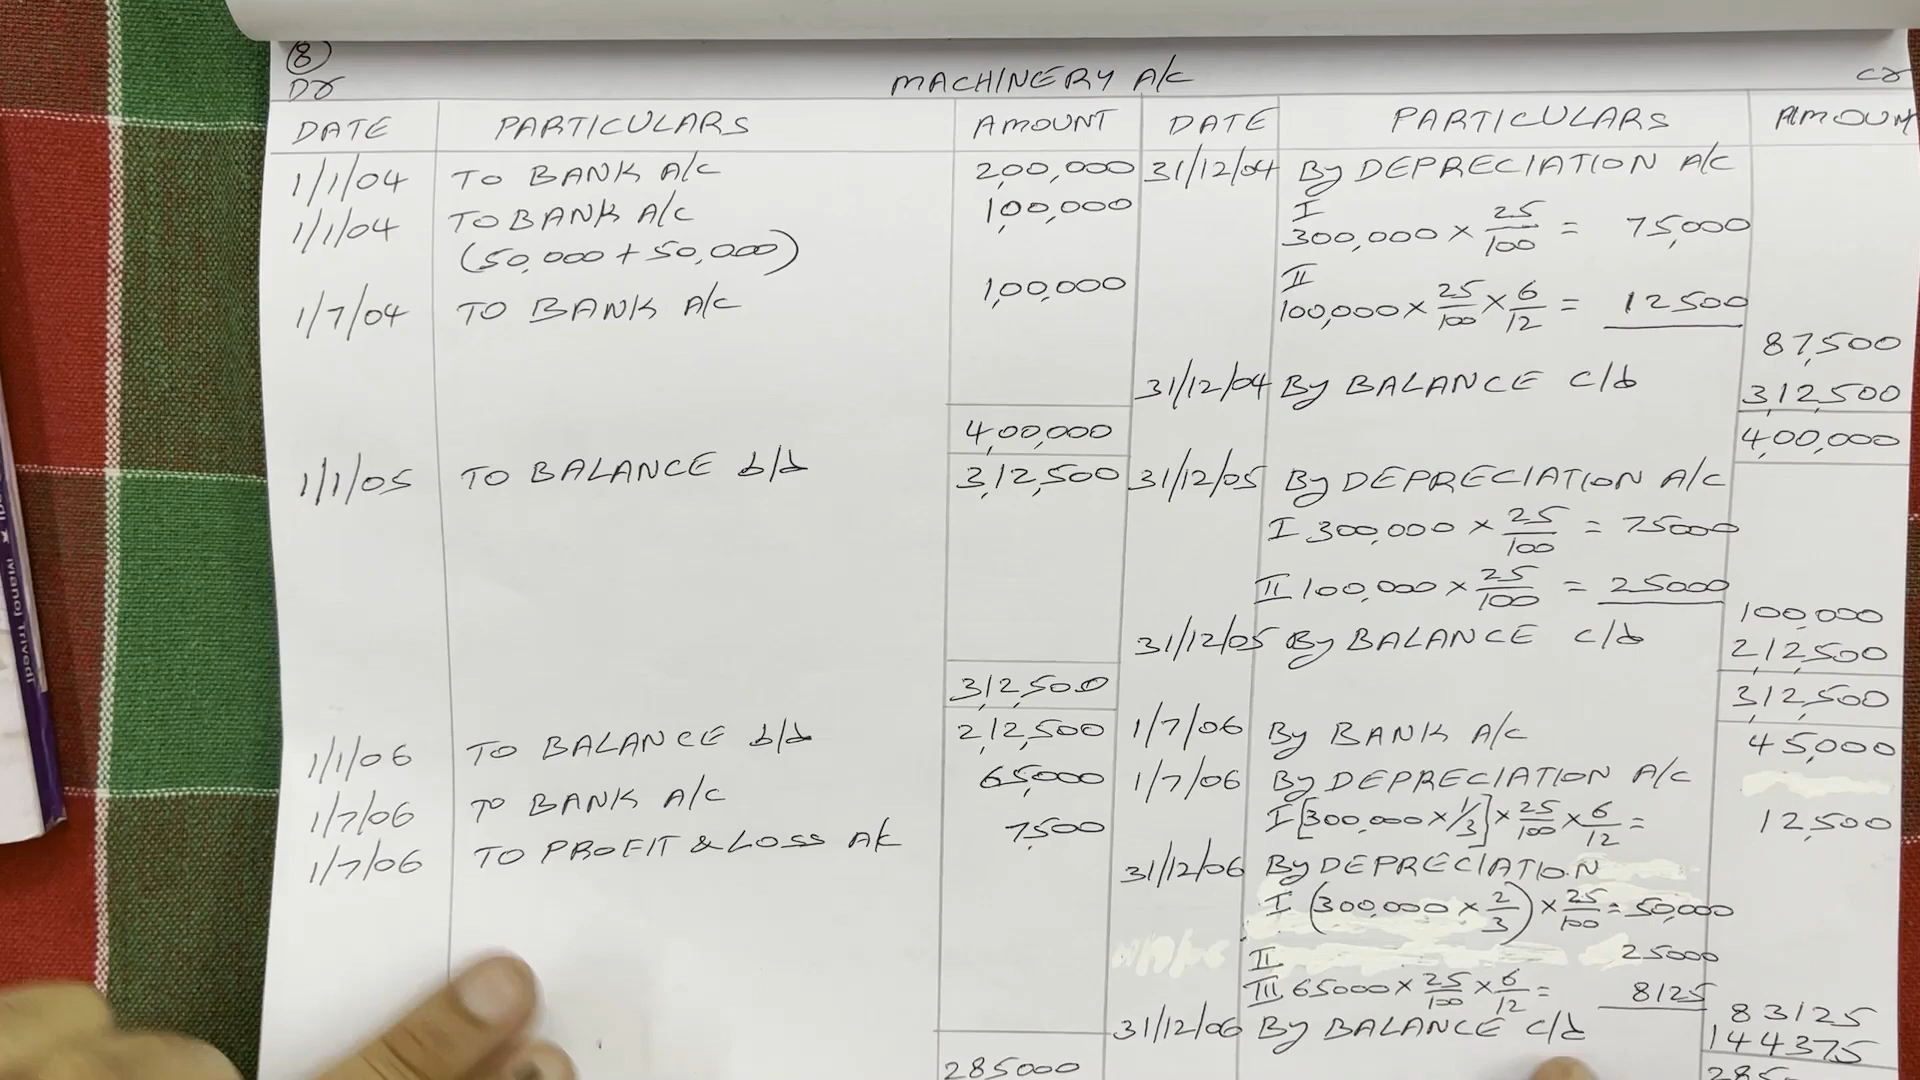 8
Dr MACHINERY A/c Cr
DATE PARTICULARS AMOUNT DATE PARTICULARS AMOUN
1/1/04 TO BANK A/c 2,00,000 31/12/04 By DEPRECIATION A/c
1/1/04 TO BANK A/c 1,00,000 I
(50,000 + 50,000) 300,000 × 25/100 = 75,000
1/7/04 TO BANK A/c 1,00,000 II
100,000 × 25/100 × 6/12 = 12500
87,500
31/12/04 By BALANCE c/d 3,12,500
4,00,000 4,00,000
1/1/05 TO BALANCE b/d 3,12,500 31/12/05 By DEPRECIATION A/c
I 300,000 × 25/100 = 75000
II 100,000 × 25/100 = 25000
100,000
31/12/05 By BALANCE c/d 2,12,500
3,12,500 3,12,500
1/1/06 TO BALANCE b/d 2,12,500 1/7/06 By BANK A/c 45,000
1/7/06 TO BANK A/c 65,000 1/7/06 By DEPRECIATION A/c
1/7/06 TO PROFIT & LOSS A/c 7,500 I [300,000 × 1/3] × 25/100 × 6/12 = 12,500
31/12/06 By DEPRECIATION
I (300,000 × 2/3) × 25/100 = 50,000
II 25000
III 65000 × 25/100 × 6/12 = 8125
83125
31/12/06 By BALANCE c/d 144375
285000
Manoj Trivedi